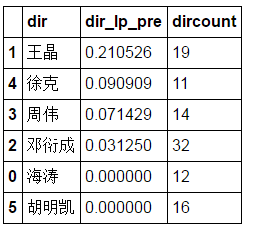 dir dir_lp_pre dircount
1 王晶 0.210526 19
4 徐克 0.090909 11
3 周伟 0.071429 14
2 邓衍成 0.031250 32
0 海涛 0.000000 12
5 胡明凯 0.000000 16